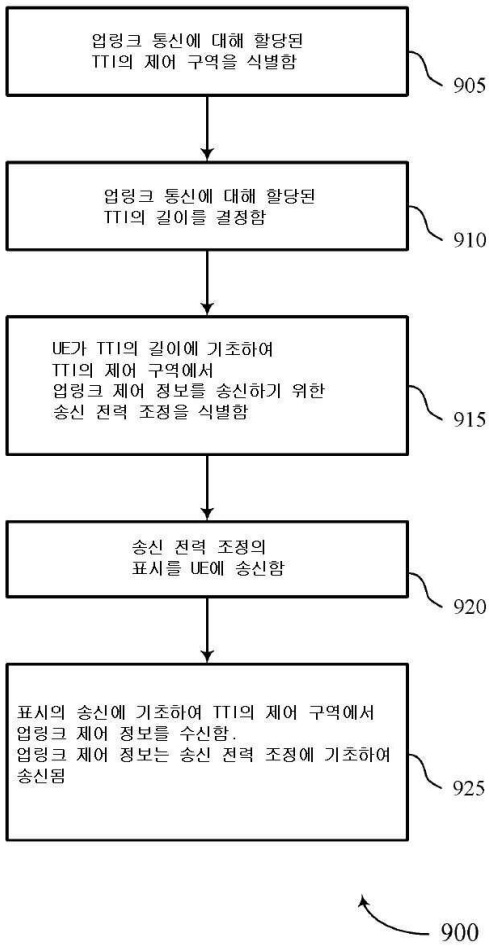 업링크 통신에 대해 할당된
TTI의 제어 구역을 식별함
905
업링크 통신에 대해 할당된
TTI의 길이를 결정함
910
UE가 TTI의 길이에 기초하여
TTI의 제어 구역에서
업링크 제어 정보를 송신하기 위한
송신 전력 조정을 식별함
915
송신 전력 조정의
표시를 UE에 송신함
920
표시의 송신에 기초하여 TTI의 제어 구역에서
업링크 제어 정보를 수신함.
업링크 제어 정보는 송신 전력 조정에 기초하여
송신됨
925
900